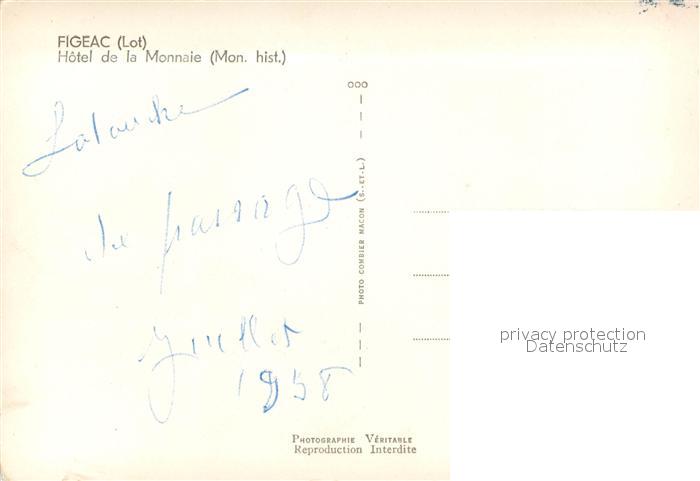 FIGEAC (Lot)
Hôtel de la Monnaie (Mon. hist.)
de passage
Juillet
1958
PHOTO COMBIER MACON (S.-ET-L.)
PHOTOGRAPHIE VÉRITABLE
Reproduction Interdite
privacy protection
Datenschutz